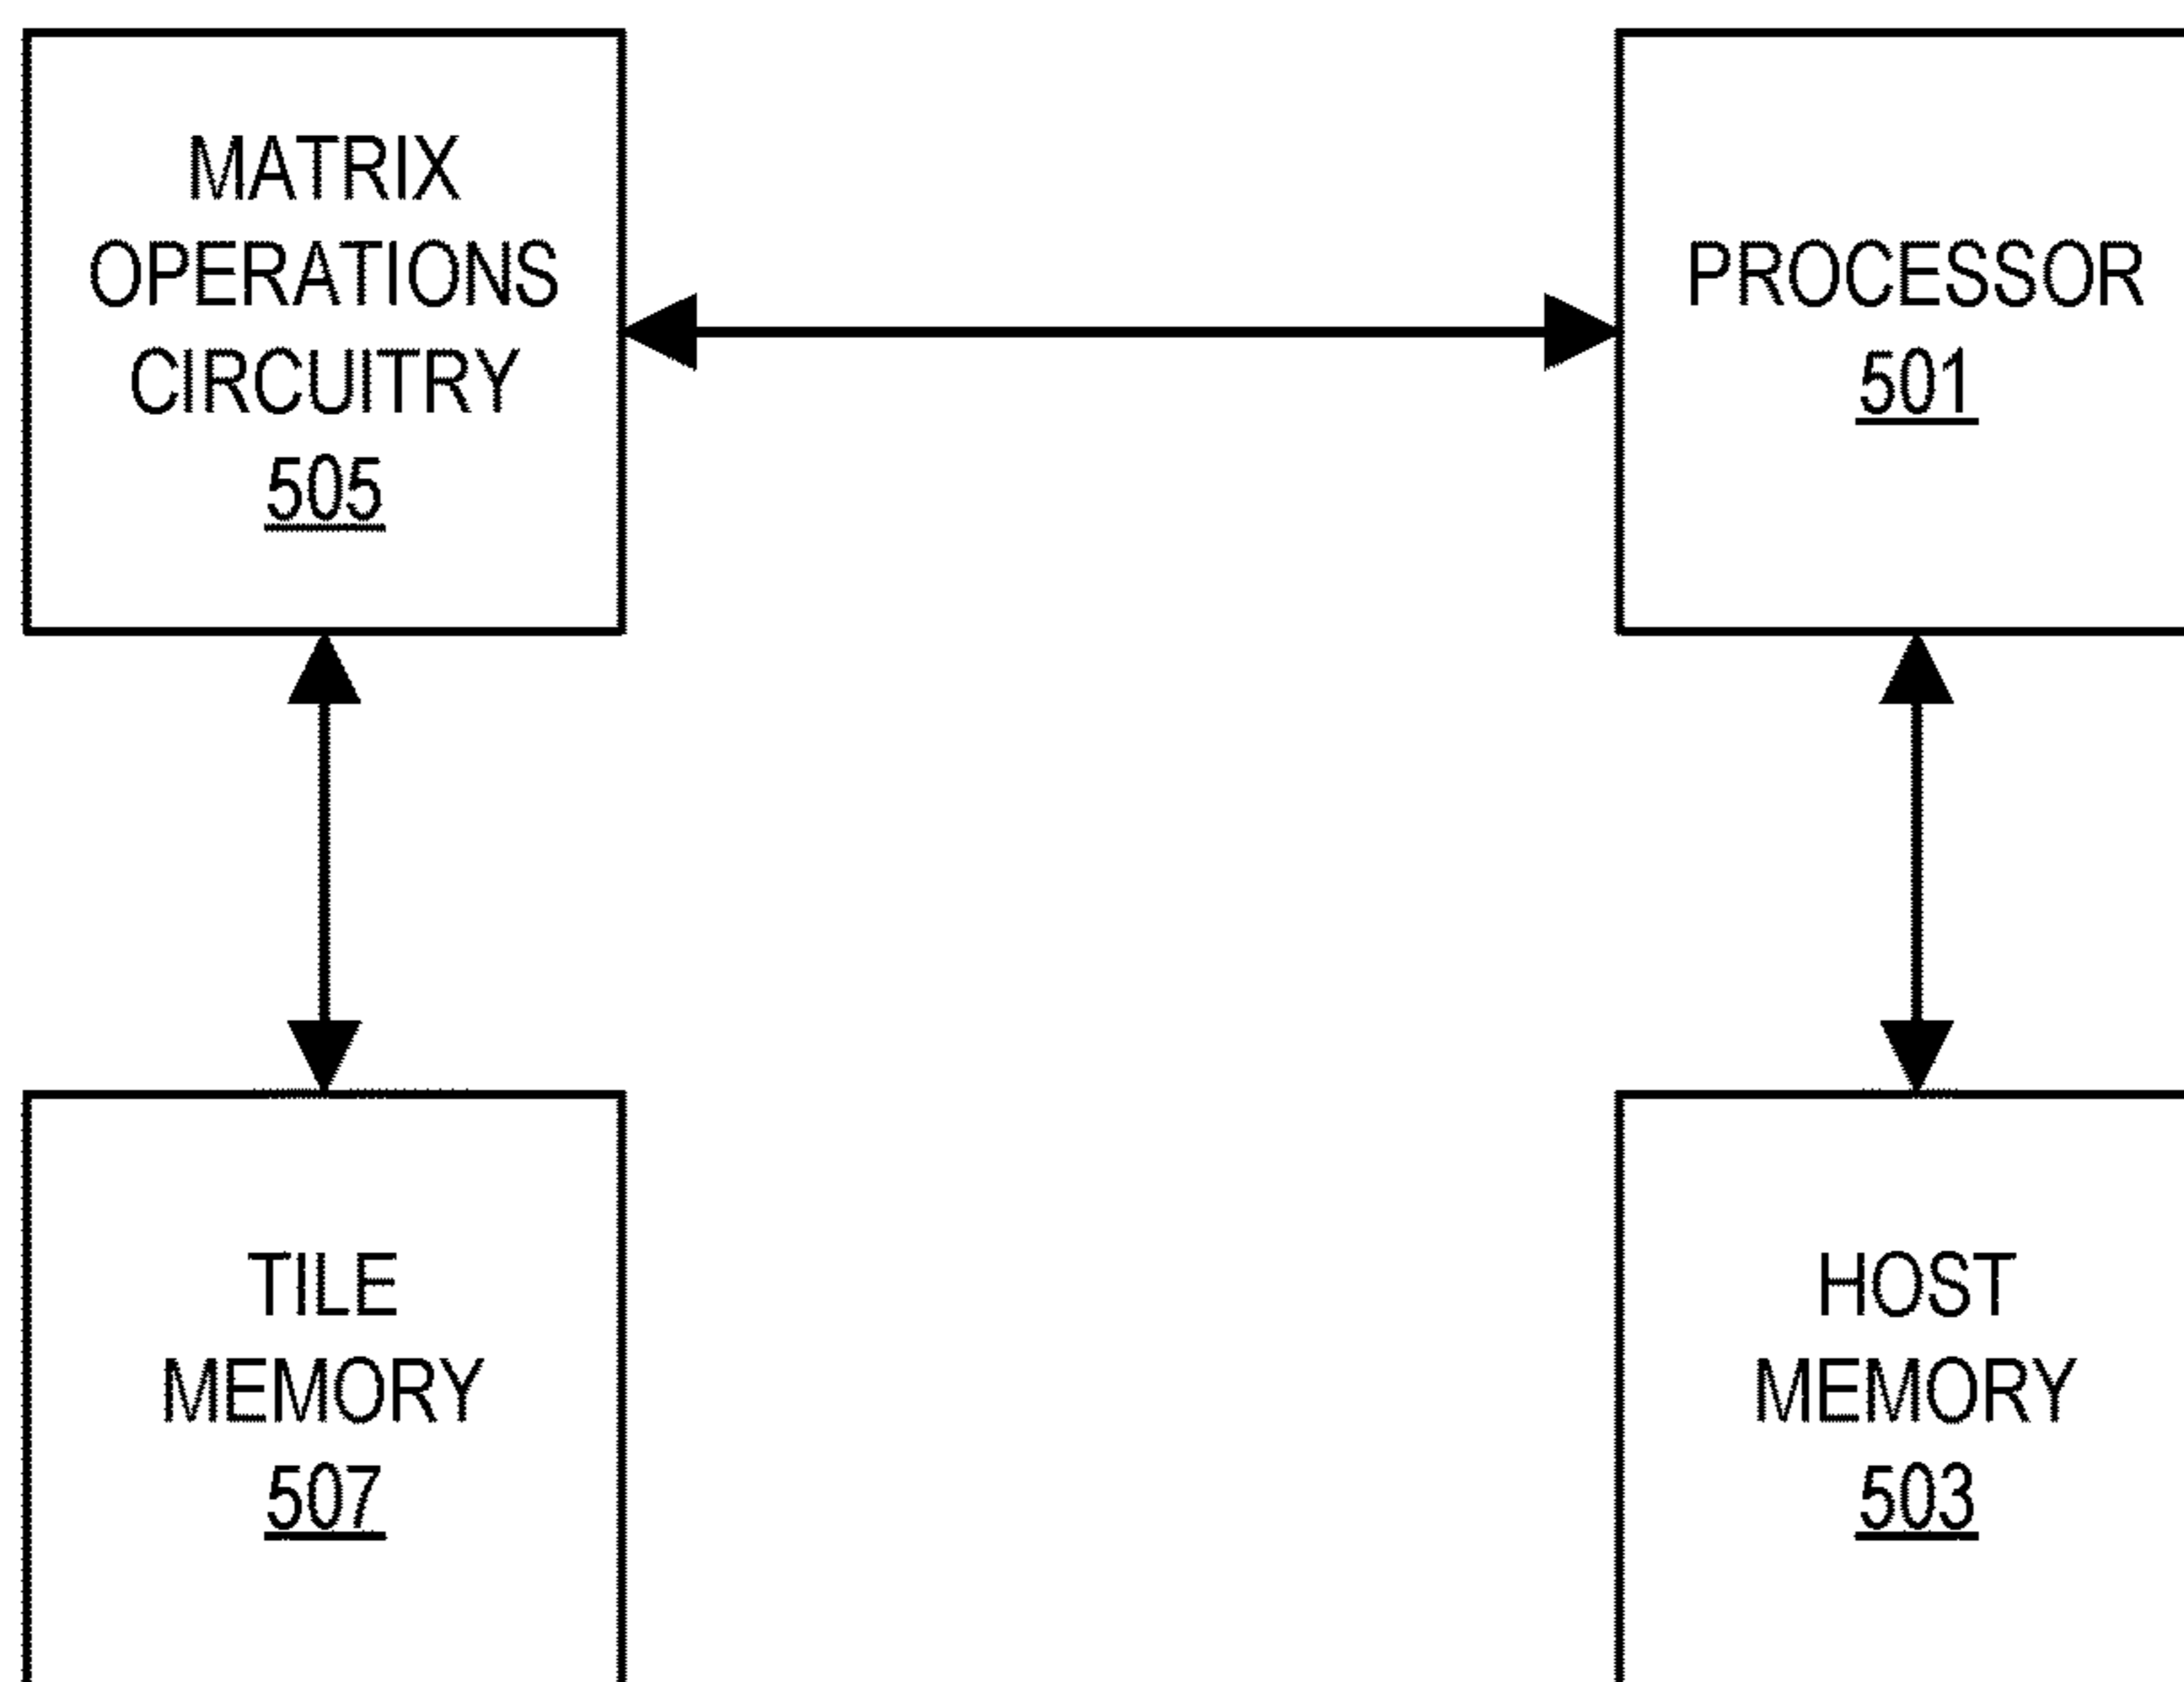 MATRIX
OPERATIONS
CIRCUITRY
505
PROCESSOR
501
TILE
MEMORY
507
HOST
MEMORY
503